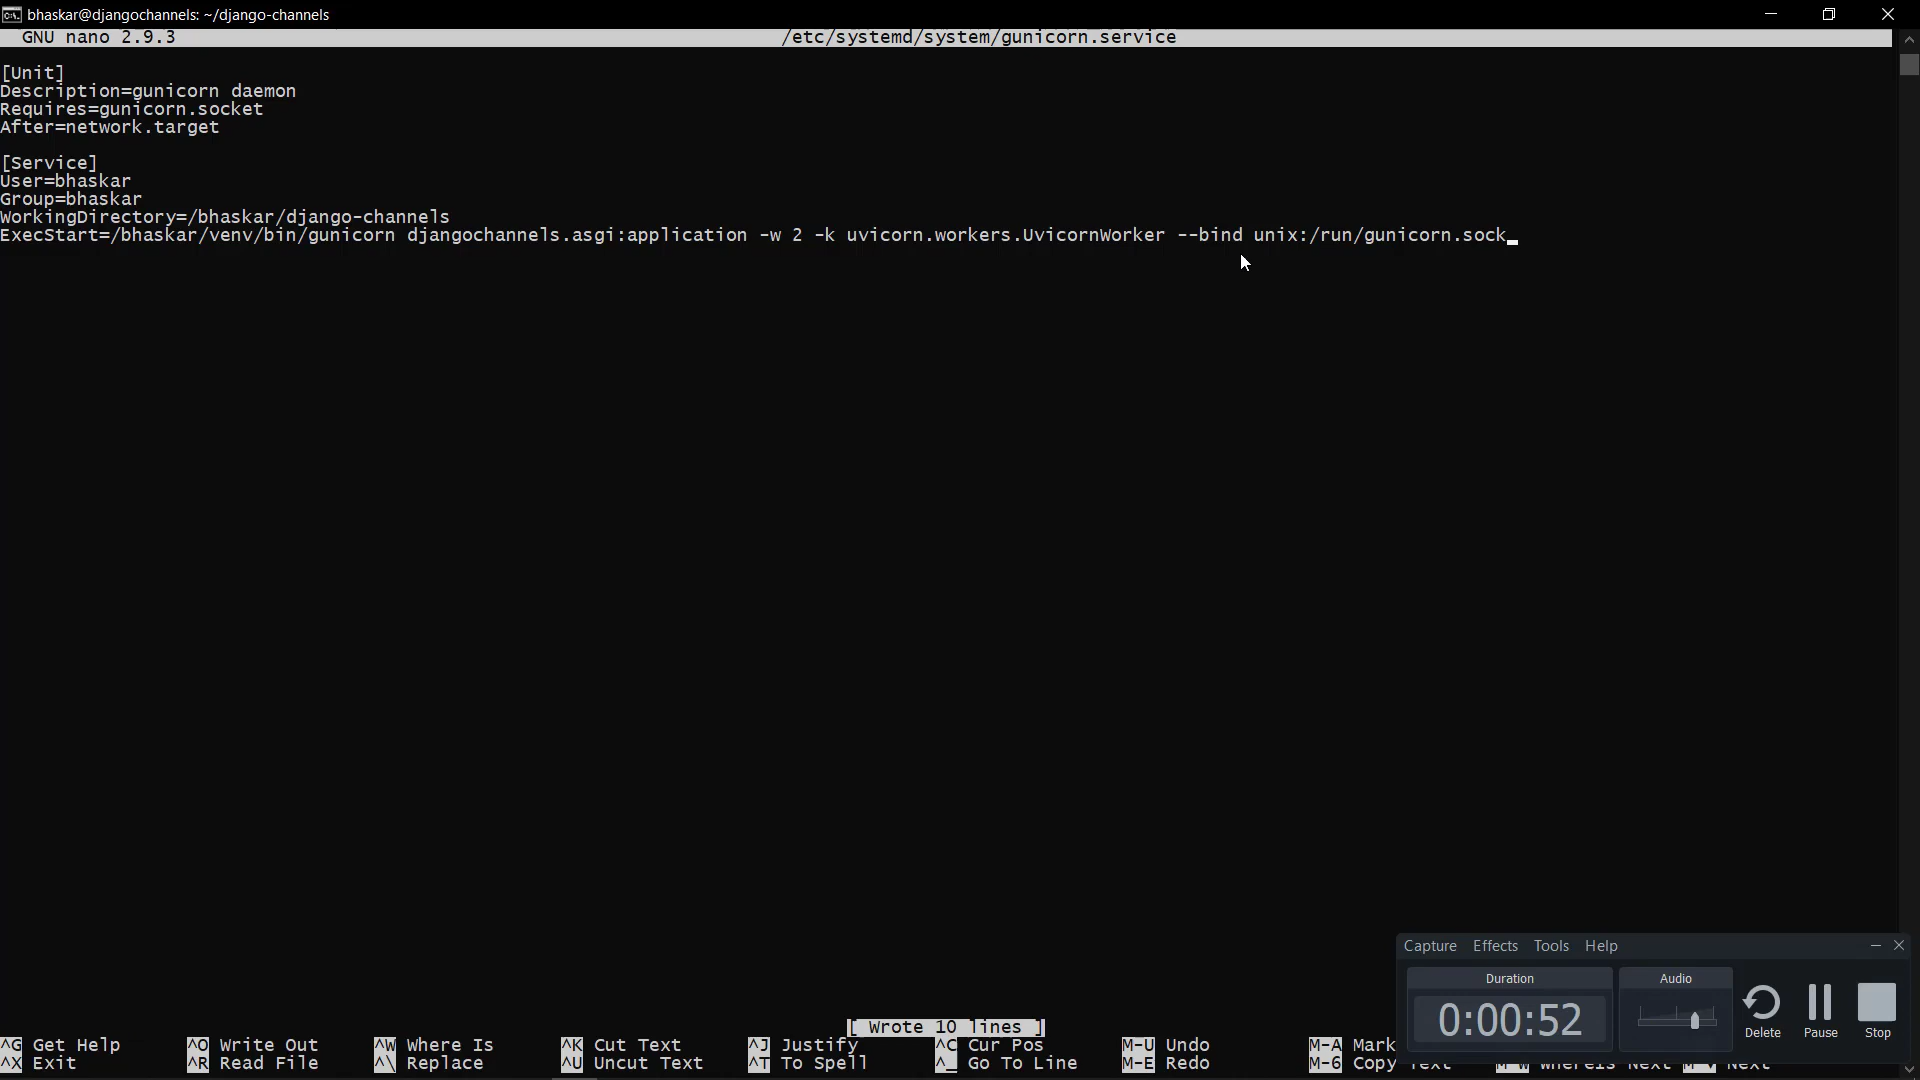 bhaskar@djangochannels: ~/django-channels
GNU nano 2.9.3 /etc/systemd/system/gunicorn.service
[Unit]
Description=gunicorn daemon
Requires=gunicorn.socket
After=network.target
[Service]
User=bhaskar
Group=bhaskar
WorkingDirectory=/bhaskar/django-channels
ExecStart=/bhaskar/venv/bin/gunicorn djangochannels.asgi:application -w 2 -k uvicorn.workers.UvicornWorker --bind unix:/run/gunicorn.sock
Capture Effects Tools Help
Duration Audio
0:00:52
Delete Pause Stop
[ Wrote 10 lines ]
^G Get Help ^O Write Out ^W Where Is ^K Cut Text ^J Justify ^C Cur Pos M-U Undo M-A Mark
^X Exit ^R Read File ^\ Replace ^U Uncut Text ^T To Spell ^_ Go To Line M-E Redo M-6 Copy Text M-W WhereIs Next Next